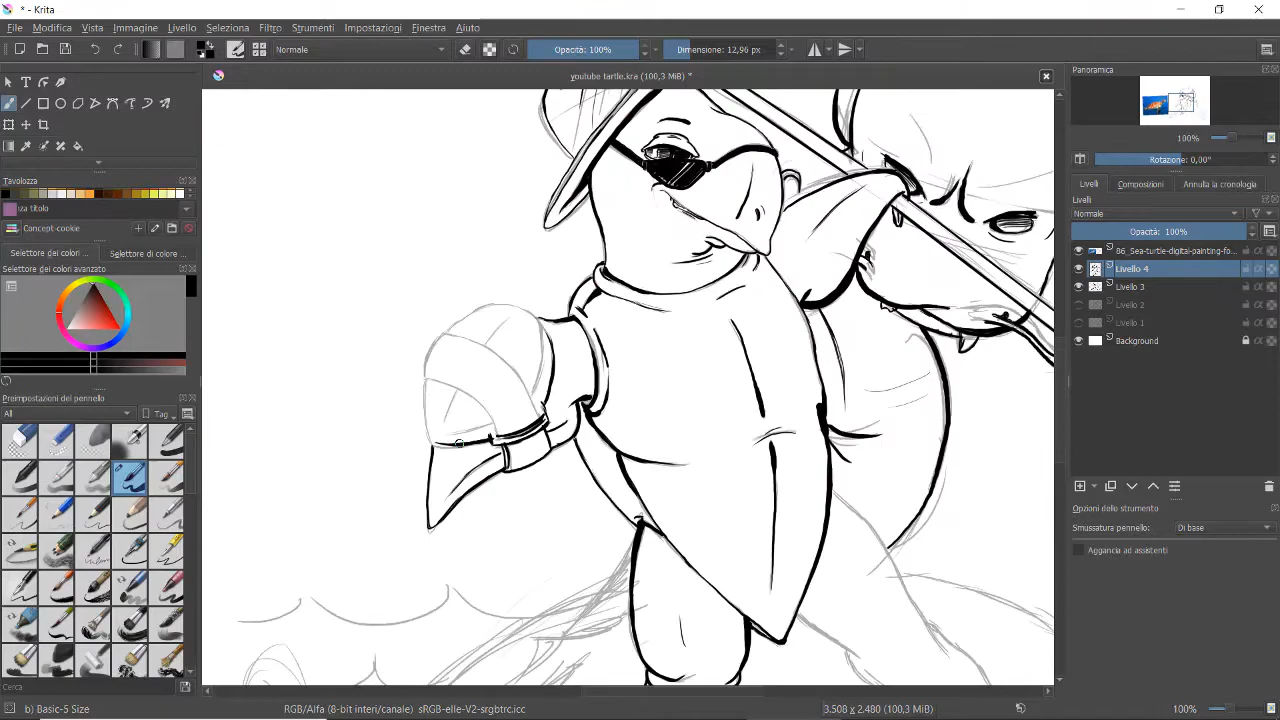 * - Krita
File Modifica Vista Immagine Livello Seleziona Filtro Strumenti Impostazioni Finestra Aiuto
Normale Opacità: 100% Dimensione: 12,96 px
youtube tartle.kra (100,3 MiB) *
Panoramica
100%
Rotazione: 0,00°
Tavolozza
za titolo
Concept-cookie
Selettore dei colori ... Selettore di colore ...
Selettore dei colori avanzato
Preimpostazioni del pennello
All Tag
Cerca
Livelli Composizioni Annulla la cronologia
Livelli
Normale
Opacità: 100%
86_Sea-turtle-digital-painting-fo...
Livello 4
Livello 3
Livello 2
Livello 1
Background
Opzioni dello strumento
Smussatura pennello: Di base
Aggancia ad assistenti
b) Basic-5 Size RGB/Alfa (8-bit interi/canale) sRGB-elle-V2-srgbtrc.icc 3.508 x 2.480 (100,3 MiB) 100%